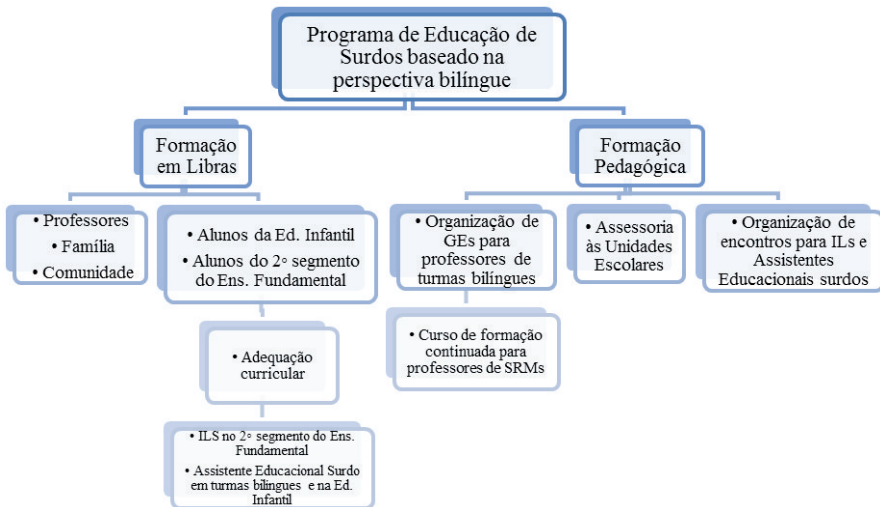 Programa de Educação de
Surdos baseado na
perspectiva bilíngue
Formação
em Libras
Formação
Pedagógica
• Professores
• Família
• Comunidade
• Alunos da Ed. Infantil
• Alunos do 2º segmento
do Ens. Fundamental
• Organização de
GEs para
professores de
turmas bilíngues
• Assessoria
às Unidades
Escolares
• Organização de
encontros para ILs e
Assistentes
Educacionais surdos
• Adequação
curricular
• Curso de formação
continuada para
professores de SRMs
• ILS no 2º segmento do Ens.
Fundamental
• Assistente Educacional Surdo
em turmas bilingues e na Ed.
Infantil